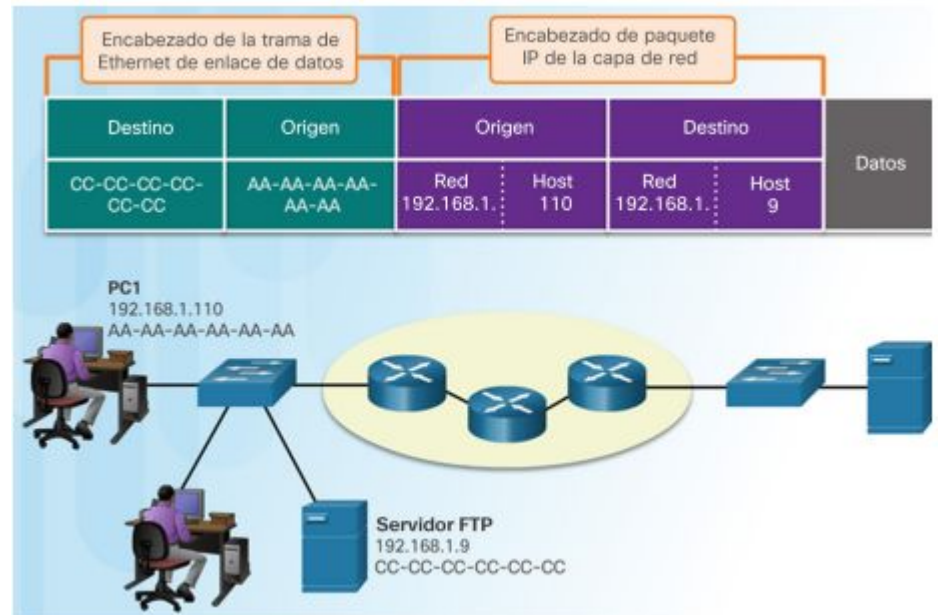 Encabezado de la trama de
Ethernet de enlace de datos
Encabezado de paquete
IP de la capa de red
Destino
Origen
Origen
Destino
Datos
CC-CC-CC-CC-
CC-CC
AA-AA-AA-AA-
AA-AA
Red
192.168.1.
Host
110
Red
192.168.1.
Host
9
PC1
192.168.1.110
AA-AA-AA-AA-AA-AA
Servidor FTP
192.168.1.9
CC-CC-CC-CC-CC-CC